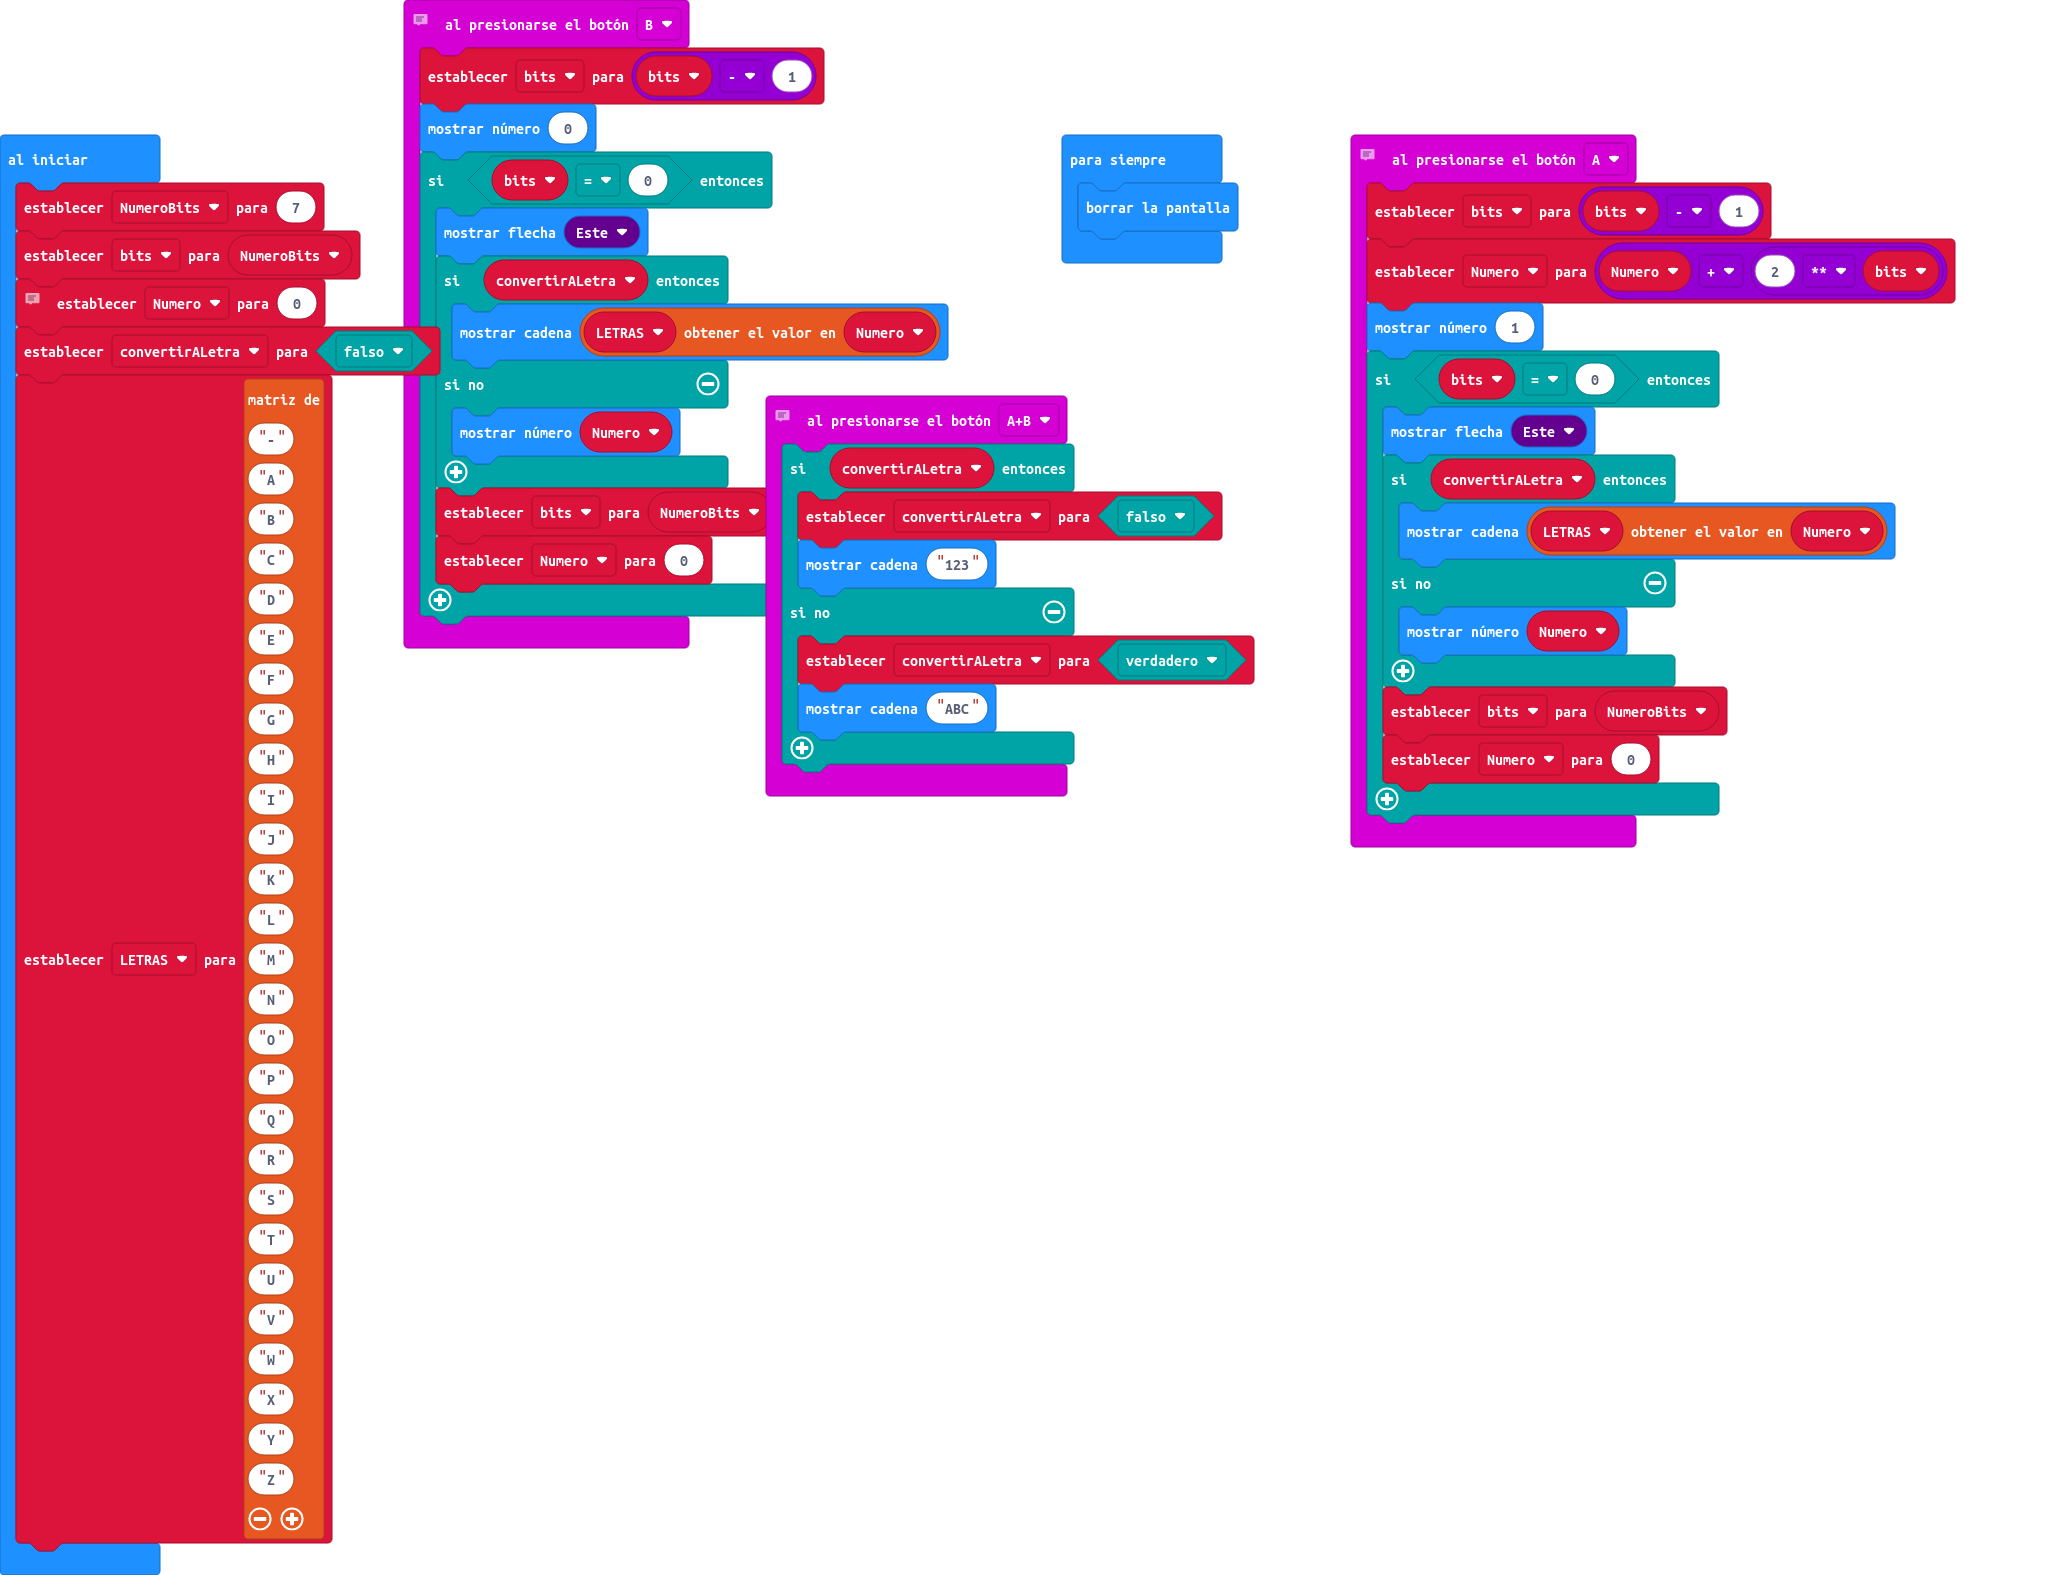 al iniciar
establecer NumeroBits para 7
establecer bits para NumeroBits
establecer Numero para 0
establecer convertirALetra para falso
establecer LETRAS para
matriz de
"-"
"A"
"B"
"C"
"D"
"E"
"F"
"G"
"H"
"I"
"J"
"K"
"L"
"M"
"N"
"O"
"P"
"Q"
"R"
"S"
"T"
"U"
"V"
"W"
"X"
"Y"
"Z"
al presionarse el botón B
establecer bits para bits - 1
mostrar número 0
si bits = 0 entonces
mostrar flecha Este
si convertirALetra entonces
mostrar cadena LETRAS obtener el valor en Numero
si no
mostrar número Numero
establecer bits para NumeroBits
establecer Numero para 0
al presionarse el botón A+B
si convertirALetra entonces
establecer convertirALetra para falso
mostrar cadena "123"
si no
establecer convertirALetra para verdadero
mostrar cadena "ABC"
para siempre
borrar la pantalla
al presionarse el botón A
establecer bits para bits - 1
establecer Numero para Numero + 2 ** bits
mostrar número 1
si bits = 0 entonces
mostrar flecha Este
si convertirALetra entonces
mostrar cadena LETRAS obtener el valor en Numero
si no
mostrar número Numero
establecer bits para NumeroBits
establecer Numero para 0